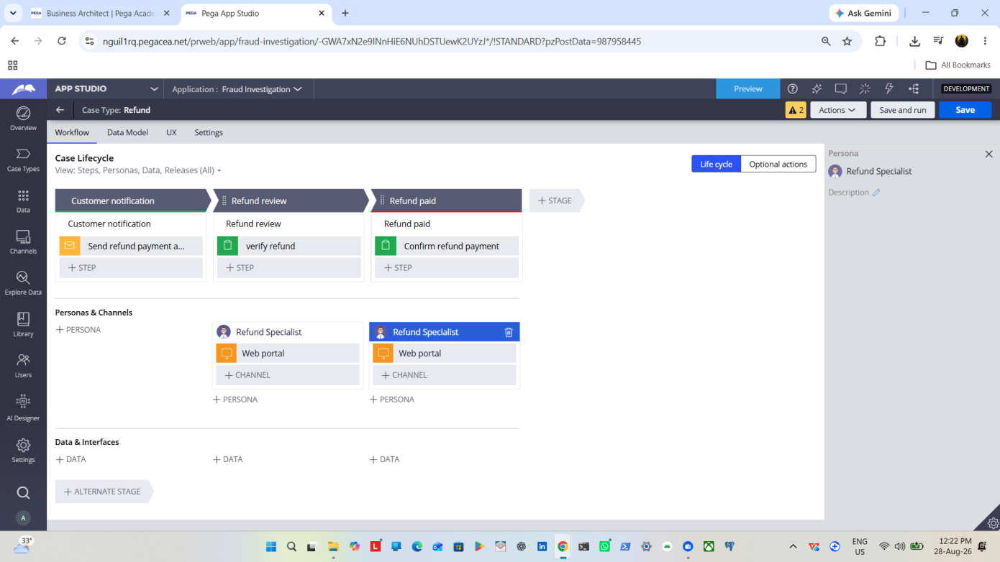 PEGA Business Architect | Pega Acade
PEGA Pega App Studio
Ask Gemini
nguil1rq.pegacea.net/prweb/app/fraud-investigation/-GWA7xN2e9INnHiE6NUhDSTUewK2UYzJ*/!STANDARD?pzPostData=987958445
All Bookmarks
APP STUDIO
Application : Fraud Investigation
Preview
DEVELOPMENT
Case Type: Refund
2
Actions
Save and run
Save
Overview
Case Types
Data
Channels
Explore Data
Library
Users
AI
AI Designer
Settings
A
Workflow
Data Model
UX
Settings
Case Lifecycle
View: Steps, Personas, Data, Releases (All)
Life cycle
Optional actions
Customer notification
Refund review
Refund paid
STAGE
Customer notification
Refund review
Refund paid
Send refund payment a...
verify refund
Confirm refund payment
STEP
STEP
STEP
Personas & Channels
PERSONA
Refund Specialist
Refund Specialist
Web portal
Web portal
CHANNEL
CHANNEL
PERSONA
PERSONA
Data & Interfaces
DATA
DATA
DATA
ALTERNATE STAGE
Persona
Refund Specialist
Description
33°
ENG
US
12:22 PM
28-Aug-26